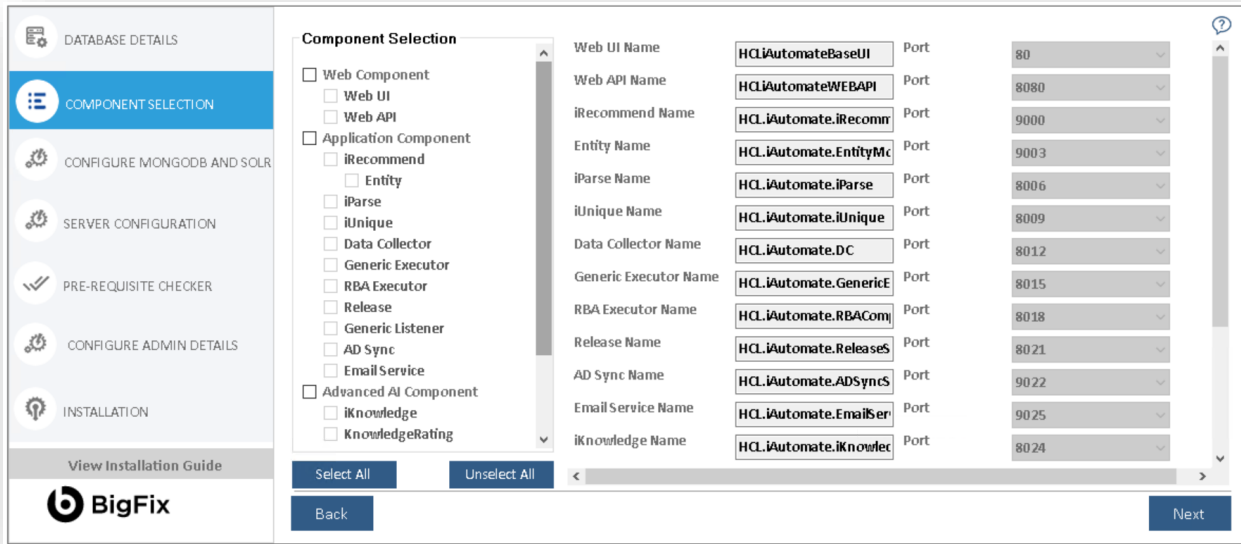 DATABASE DETAILS
COMPONENT SELECTION
CONFIGURE MONGODB AND SOLR
SERVER CONFIGURATION
PRE-REQUISITE CHECKER
CONFIGURE ADMIN DETAILS
INSTALLATION
View Installation Guide
BigFix
Component Selection
Web Component
Web UI
Web API
Application Component
iRecommend
Entity
iParse
iUnique
Data Collector
Generic Executor
RBA Executor
Release
Generic Listener
AD Sync
Email Service
Advanced AI Component
iKnowledge
KnowledgeRating
Select All
Unselect All
Web UI Name HCLiAutomateBaseUI Port 80
Web API Name HCLiAutomateWEBAPI Port 8080
iRecommend Name HCL.iAutomate.iRecomm Port 9000
Entity Name HCL.iAutomate.EntityMc Port 9003
iParse Name HCL.iAutomate.iParse Port 8006
iUnique Name HCL.iAutomate.iUnique Port 8009
Data Collector Name HCL.iAutomate.DC Port 8012
Generic Executor Name HCL.iAutomate.GenericE Port 8015
RBA Executor Name HCL.iAutomate.RBACom Port 8018
Release Name HCL.iAutomate.ReleaseS Port 8021
AD Sync Name HCL.iAutomate.ADSyncS Port 9022
Email Service Name HCL.iAutomate.EmailSer Port 9025
iKnowledge Name HCL.iAutomate.iKnowlec Port 8024
Back
Next